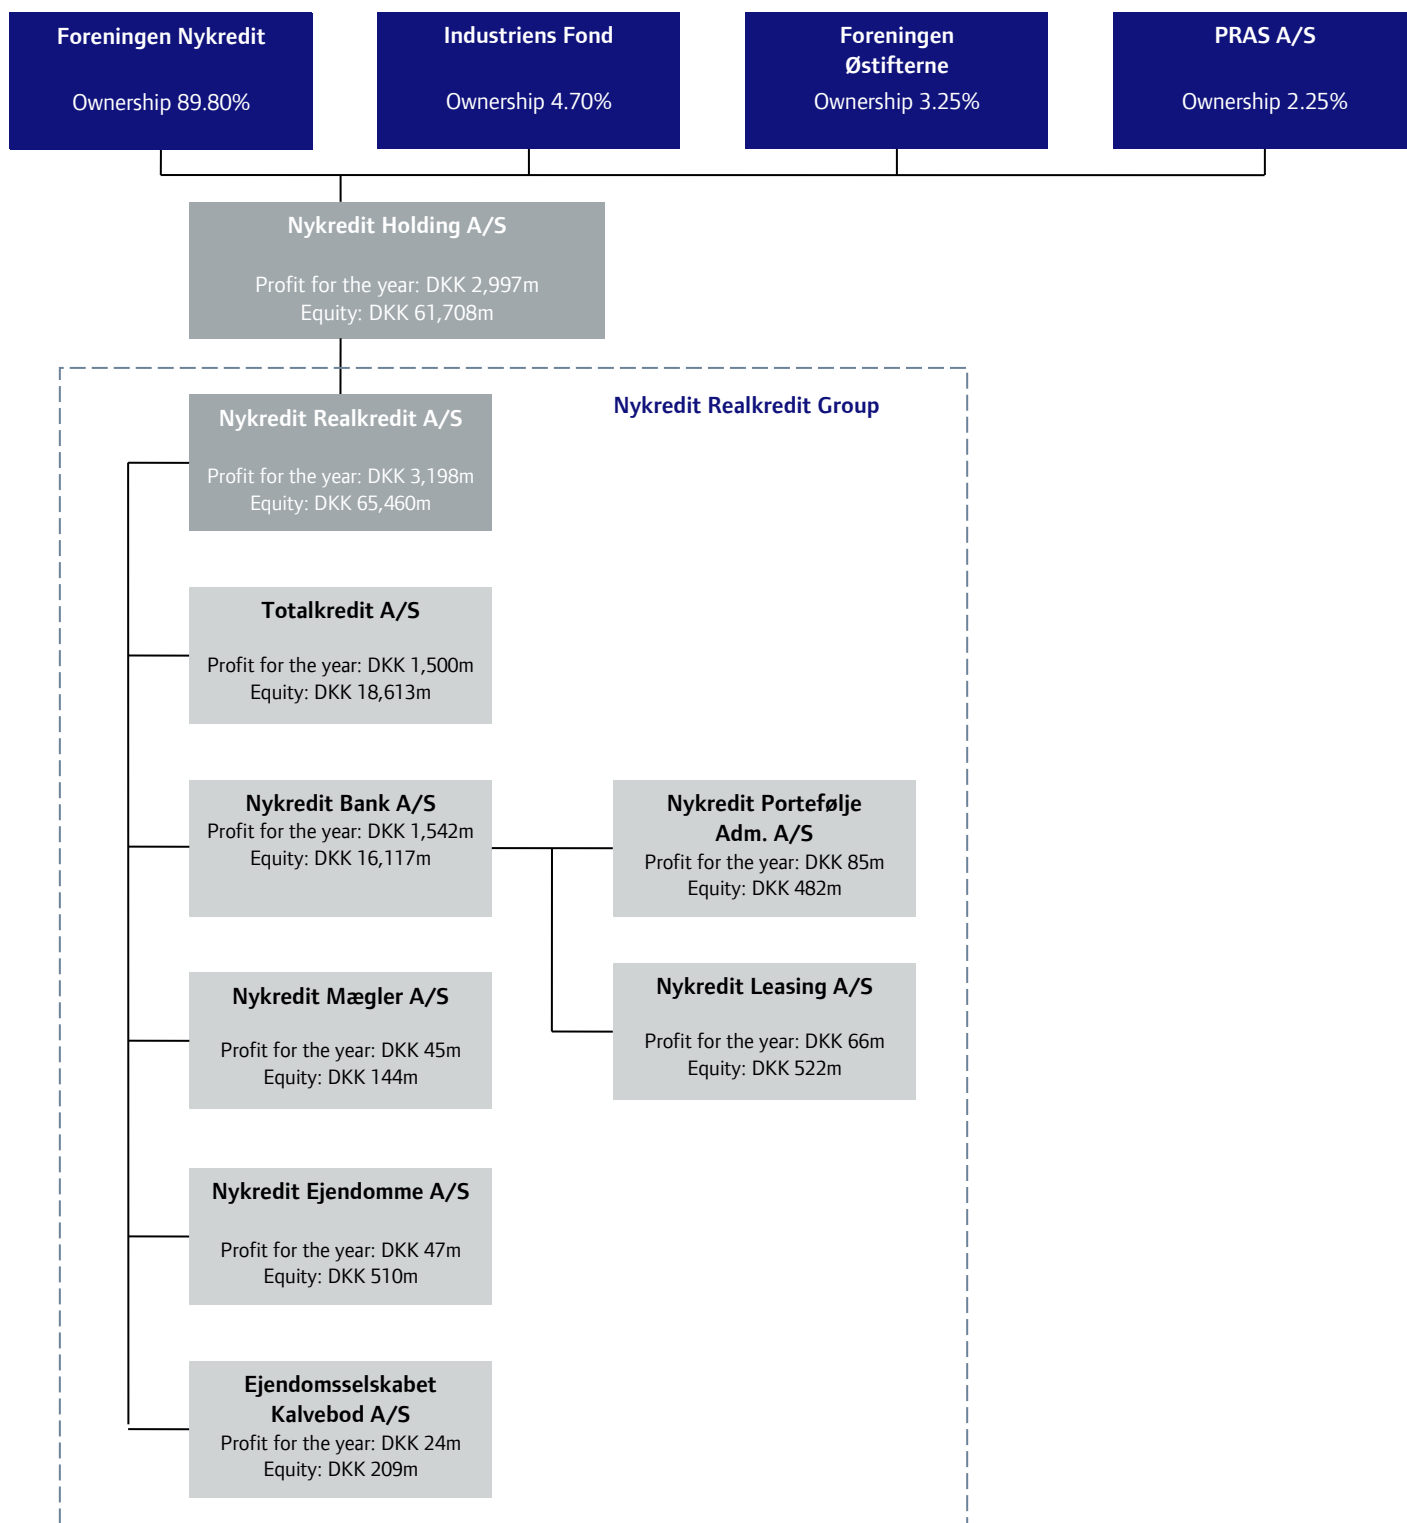 Foreningen Nykredit
Ownership 89.80%
Industriens Fond
Ownership 4.70%
Foreningen
Østifterne
Ownership 3.25%
PRAS A/S
Ownership 2.25%
Nykredit Holding A/S
Profit for the year: DKK 2,997m
Equity: DKK 61,708m
Nykredit Realkredit Group
Nykredit Realkredit A/S
Profit for the year: DKK 3,198m
Equity: DKK 65,460m
Totalkredit A/S
Profit for the year: DKK 1,500m
Equity: DKK 18,613m
Nykredit Bank A/S
Profit for the year: DKK 1,542m
Equity: DKK 16,117m
Nykredit Portefølje
Adm. A/S
Profit for the year: DKK 85m
Equity: DKK 482m
Nykredit Leasing A/S
Profit for the year: DKK 66m
Equity: DKK 522m
Nykredit Mægler A/S
Profit for the year: DKK 45m
Equity: DKK 144m
Nykredit Ejendomme A/S
Profit for the year: DKK 47m
Equity: DKK 510m
Ejendomsselskabet
Kalvebod A/S
Profit for the year: DKK 24m
Equity: DKK 209m